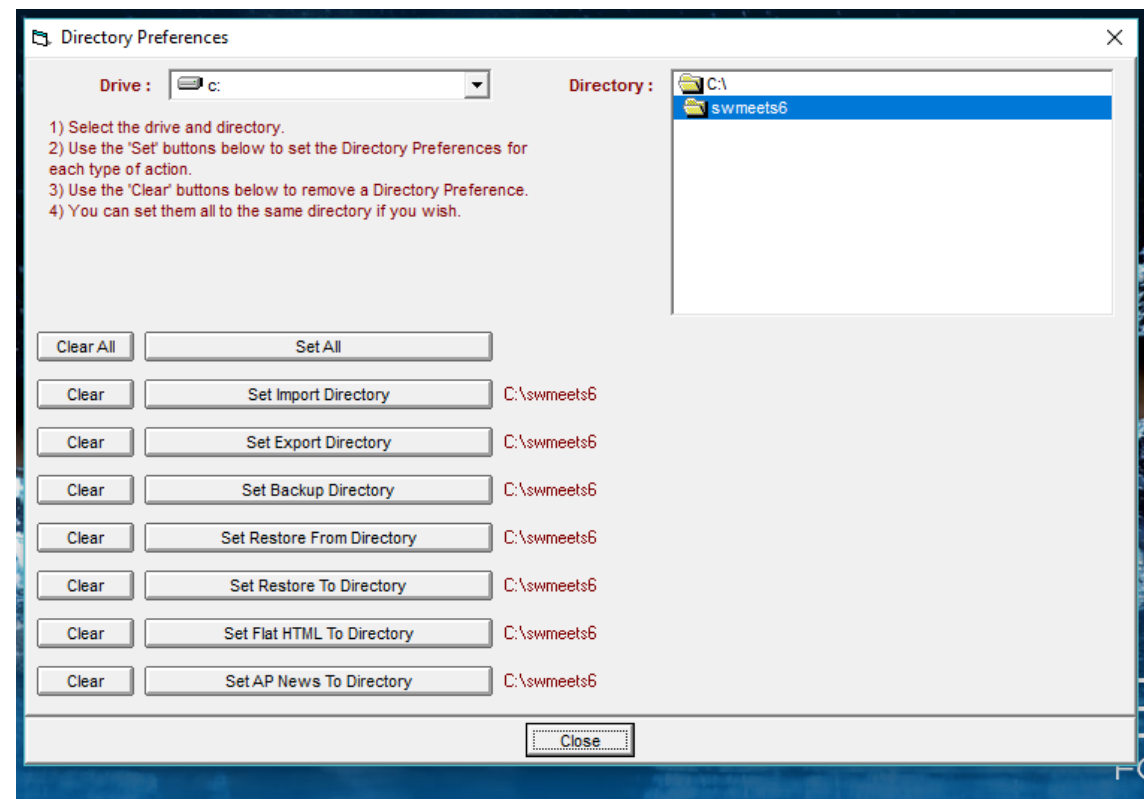 Directory Preferences
Drive : c:
Directory : C:\
swmeets6
1) Select the drive and directory.
2) Use the 'Set' buttons below to set the Directory Preferences for
each type of action.
3) Use the 'Clear' buttons below to remove a Directory Preference.
4) You can set them all to the same directory if you wish.
Clear All Set All
Clear Set Import Directory C:\swmeets6
Clear Set Export Directory C:\swmeets6
Clear Set Backup Directory C:\swmeets6
Clear Set Restore From Directory C:\swmeets6
Clear Set Restore To Directory C:\swmeets6
Clear Set Flat HTML To Directory C:\swmeets6
Clear Set AP News To Directory C:\swmeets6
Close